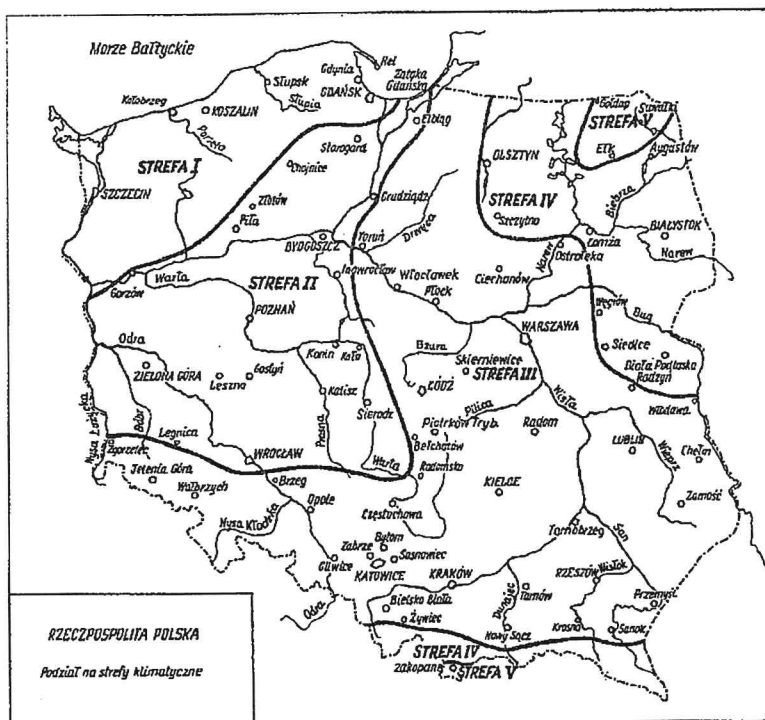 Morze Bałtyckie
Hel
Gdynia
Zatoka
Gdańska
Słupsk
GDAŃSK
Słupia
Kołobrzeg
KOSZALIN
Elbląg
Gołdap
Suwałki
STREFA V
Parsęta
Starogard
OLSZTYN
EŁK
Augustów
STREFA I
Chojnice
SZCZECIN
Grudziądz
STREFA IV
Biebrza
Złotów
Szczytno
Piła
Drwęca
Łomża
BIAŁYSTOK
BYDGOSZCZ
Toruń
Narew
Ostrołęka
Narew
Gorzów
Warta
Inowrocław
Włocławek
Ciechanów
STREFA II
Płock
POZNAŃ
Węgrów
Bug
Odra
WARSZAWA
Bzura
Konin
Koło
Siedlce
ZIELONA GÓRA
Gostyń
Skierniewice
Leszno
Kalisz
ŁÓDŹ
STREFA III
Biała Podlaska
Radzyń
Nysa Łużycka
Bóbr
Prosna
Sieradz
Pilica
Wisła
Włodawa
Legnica
Piotrków Tryb.
Radom
Zgorzelec
WROCŁAW
Bełchatów
LUBLIN
Wieprz
Chełm
Warta
Jelenia Góra
Brzeg
Radomsko
Wałbrzych
KIELCE
Zamość
Opole
Nysa Kłodzka
Częstochowa
Tarnobrzeg
San
Bytom
Zabrze
Sosnowiec
Gliwice
KATOWICE
KRAKÓW
RZESZÓW
Wisłok
Odra
Bielsko Biała
Dunajec
Tarnów
Przemyśl
RZECZPOSPOLITA POLSKA
Żywiec
Nowy Sącz
Krosno
Sanok
STREFA IV
Podział na strefy klimatyczne
Zakopane
STREFA V